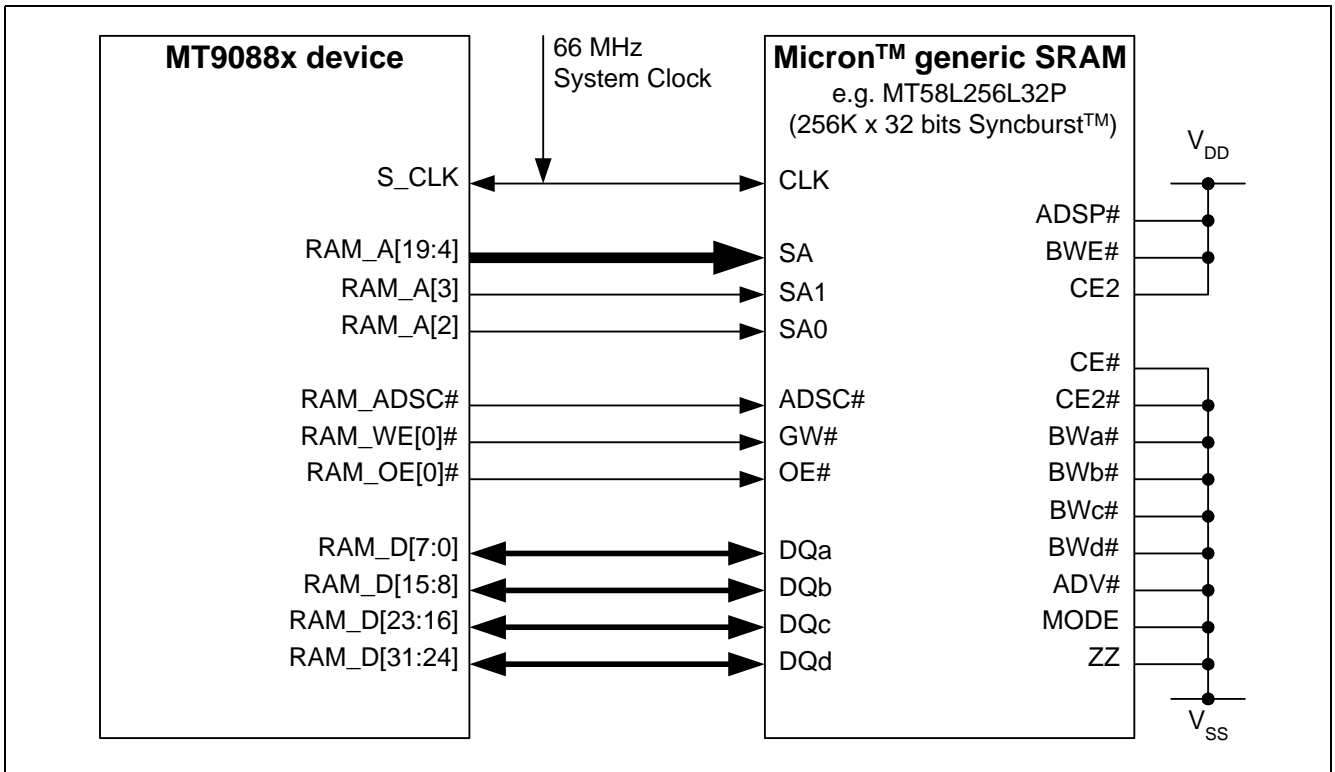 MT9088x device
66 MHz
System Clock
Micron™ generic SRAM
e.g. MT58L256L32P
(256K x 32 bits Syncburst™)
VDD
S_CLK
CLK
ADSP#
RAM_A[19:4]
SA
BWE#
RAM_A[3]
SA1
CE2
RAM_A[2]
SA0
CE#
RAM_ADSC#
ADSC#
CE2#
RAM_WE[0]#
GW#
BWa#
RAM_OE[0]#
OE#
BWb#
BWc#
RAM_D[7:0]
DQa
BWd#
RAM_D[15:8]
DQb
ADV#
RAM_D[23:16]
DQc
MODE
RAM_D[31:24]
DQd
ZZ
VSS